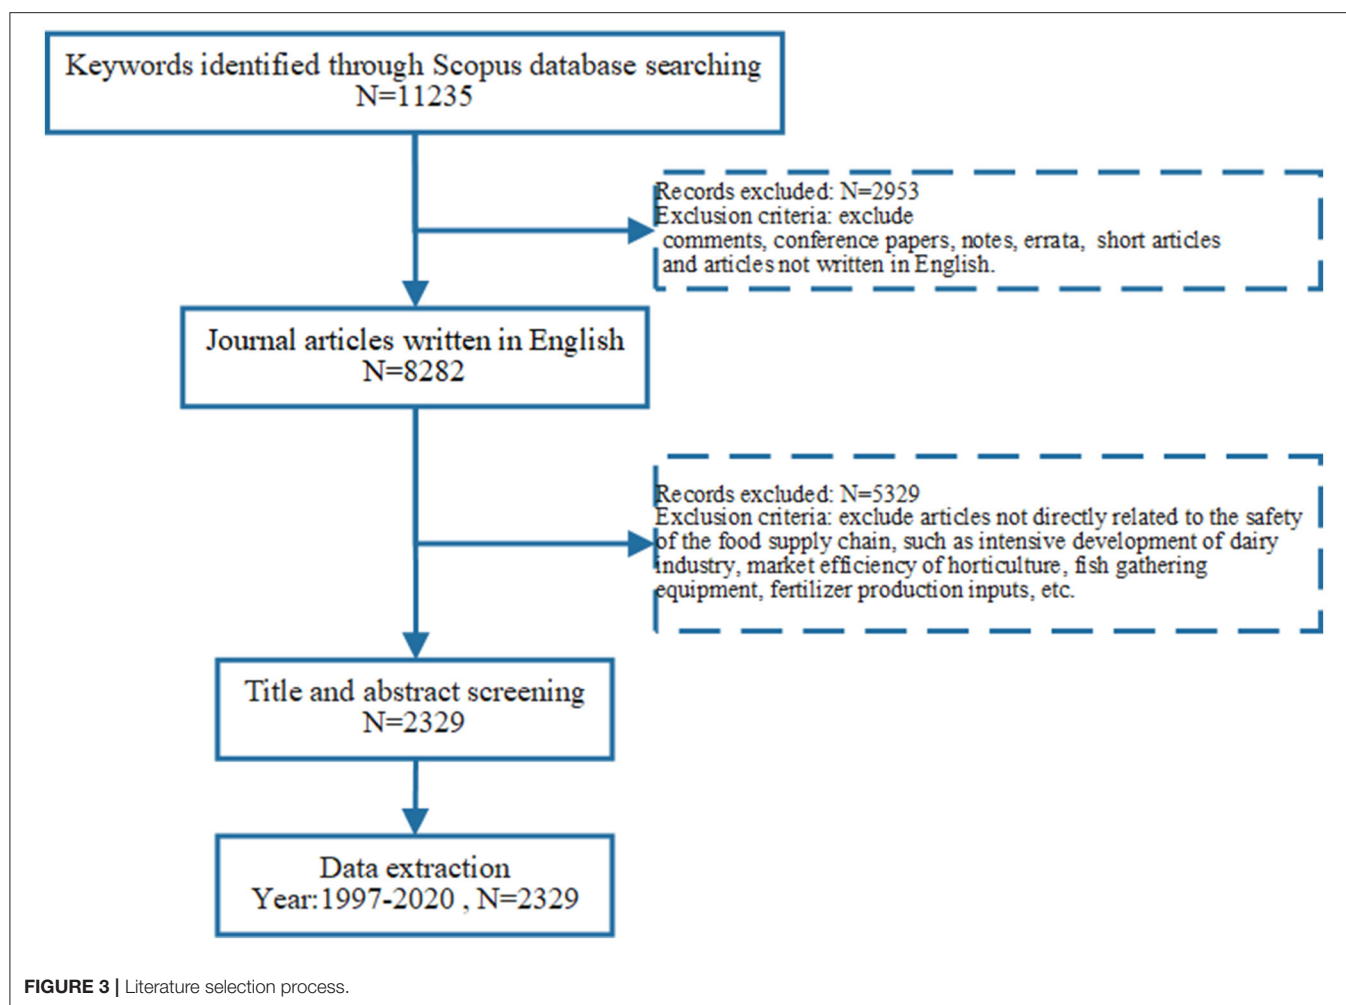 Keywords identified through Scopus database searching
N=11235
Records excluded: N=2953
Exclusion criteria: exclude
comments, conference papers, notes, errata, short articles
and articles not written in English.
Journal articles written in English
N=8282
Records excluded: N=5329
Exclusion criteria: exclude articles not directly related to the safety
of the food supply chain, such as intensive development of dairy
industry, market efficiency of horticulture, fish gathering
equipment, fertilizer production inputs, etc.
Title and abstract screening
N=2329
Data extraction
Year:1997-2020 , N=2329
FIGURE 3 | Literature selection process.